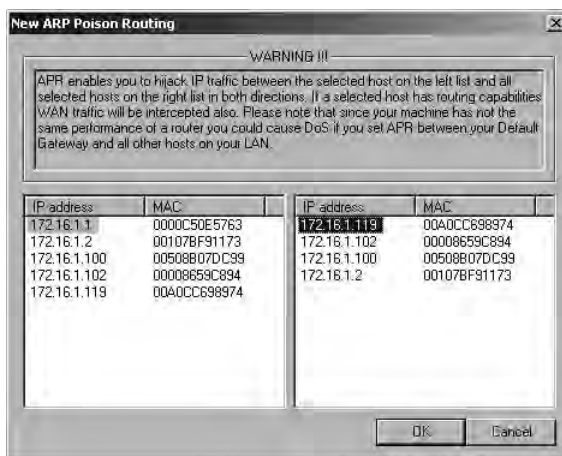 New ARP Poison Routing
WARNING !!!
APR enables you to hijack IP traffic between the selected host on the left list and all
selected hosts on the right list in both directions. If a selected host has routing capabilities
WAN traffic will be intercepted also. Please note that since your machine has not the
same performance of a router you could cause DoS if you set APR between your Default
Gateway and all other hosts on your LAN.
IP address MAC
172.16.1.1 0000C50E5763
172.16.1.2 00107BF91173
172.16.1.100 00508B07DC99
172.16.1.102 00008659C894
172.16.1.119 00A0CC698974
IP address MAC
172.16.1.119 00A0CC698974
172.16.1.102 00008659C894
172.16.1.100 00508B07DC99
172.16.1.2 00107BF91173
OK Cancel